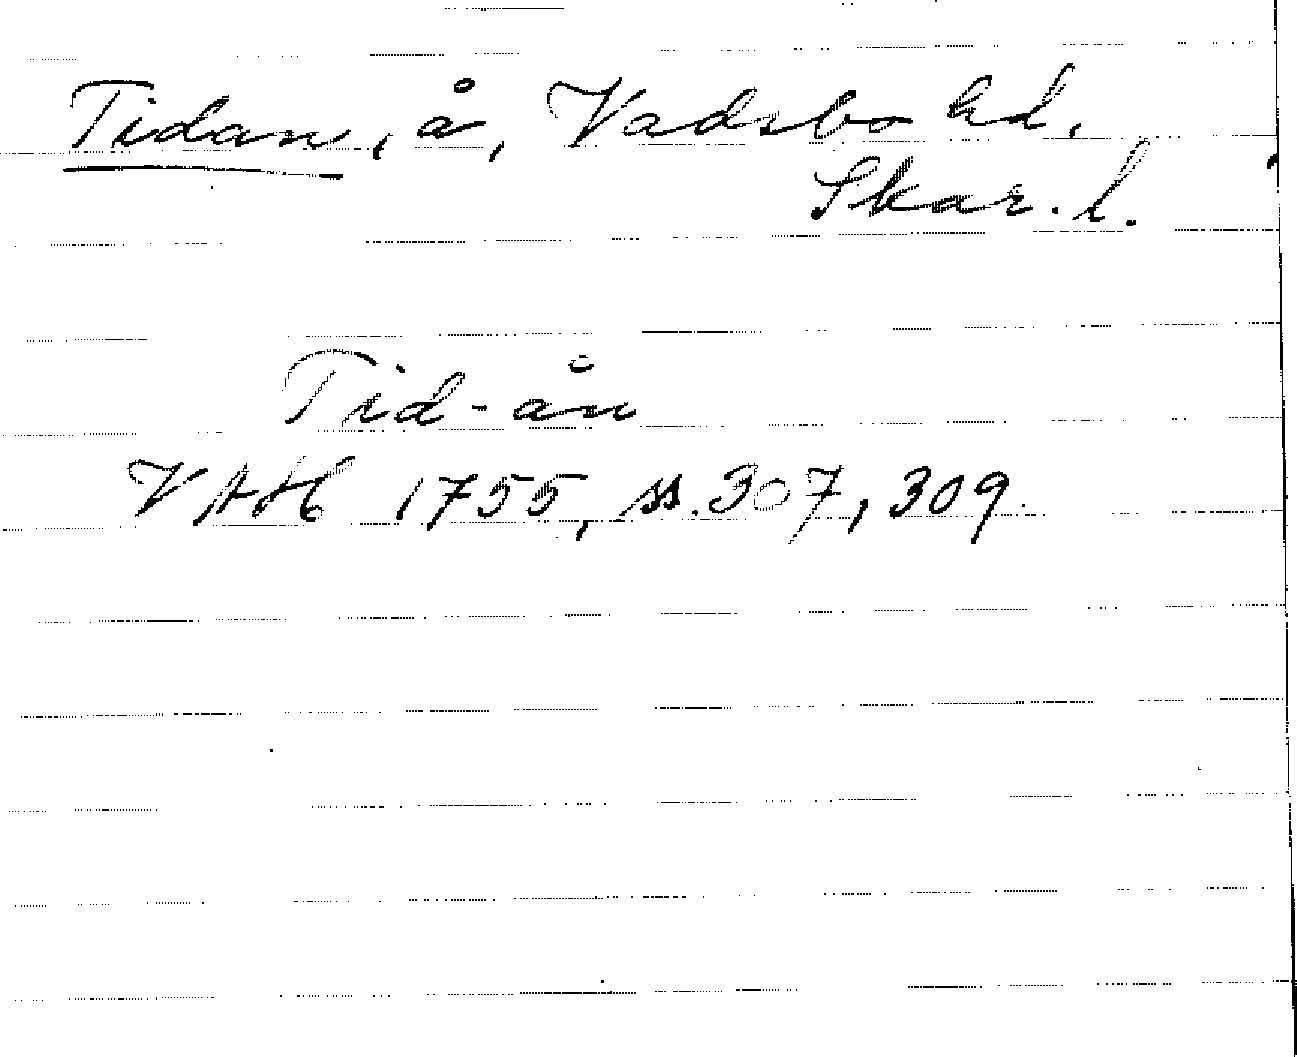 Tidan, å, Vadsbo hd.
Skar. l.
Tid-ån
VAH 1755, ss. 307, 309.